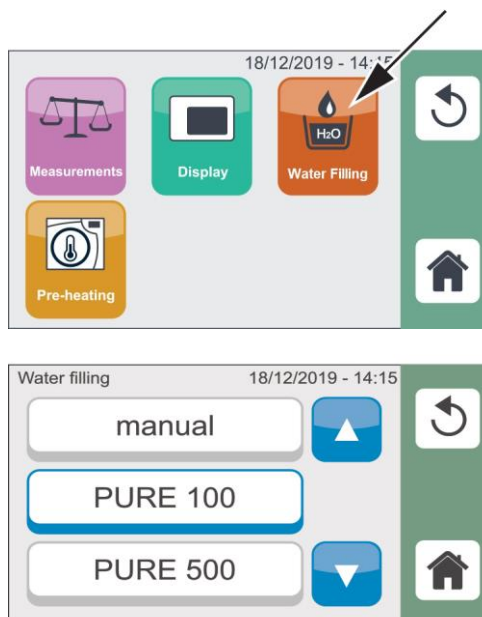 18/12/2019 - 14:15
H2O
Measurements
Display
Water Filling
Pre-heating
Water filling
18/12/2019 - 14:15
manual
PURE 100
PURE 500